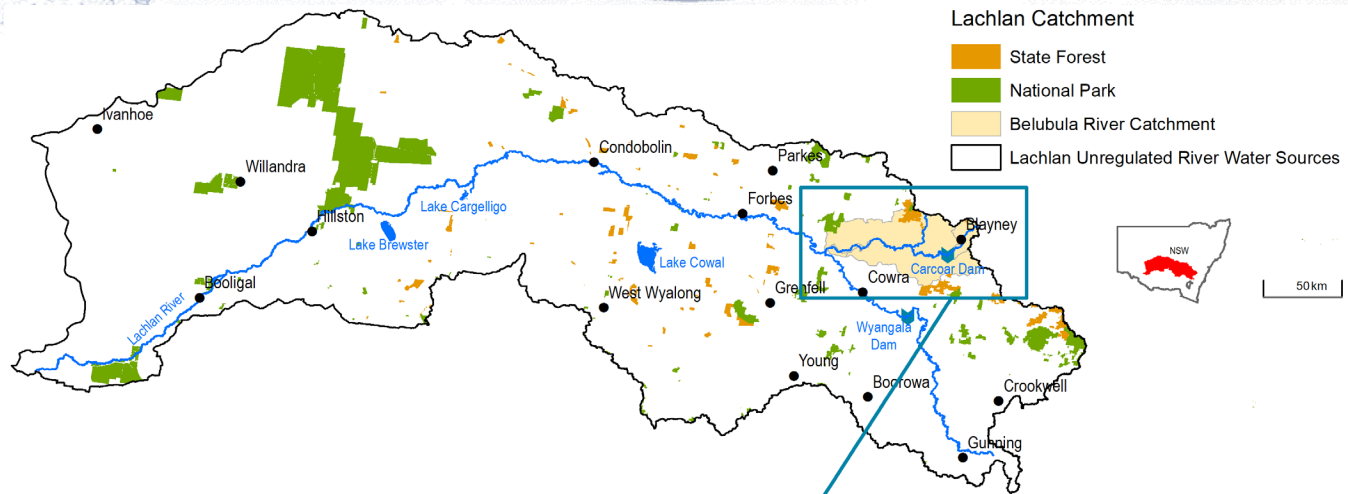 Lachlan Catchment
State Forest
National Park
Belubula River Catchment
Lachlan Unregulated River Water Sources
Ivanhoe
Willandra
Condobolin
Parkes
Lake Cargelligo
Hillston
Forbes
Blayney
Lake Brewster
NSW
Lake Cowal
Carcoar Dam
Booligal
Cowra
50 km
Grenfell
West Wyalong
Lachlan River
Wyangala
Dam
Young
Boorowa
Crookwell
Gunning